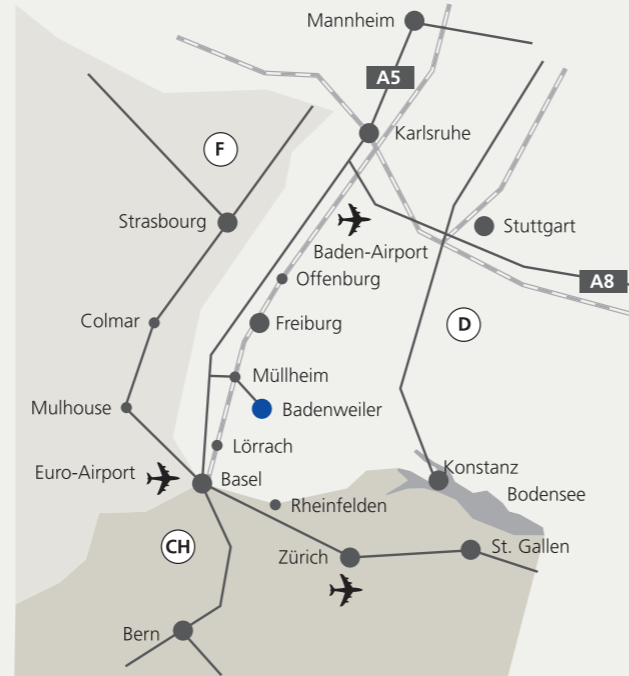 Mannheim
A5
Karlsruhe
F
Strasbourg
Stuttgart
Baden-Airport
Offenburg
A8
Colmar
Freiburg
D
Müllheim
Mulhouse
Badenweiler
Lörrach
Euro-Airport
Basel
Konstanz
Bodensee
Rheinfelden
CH
Zürich
St. Gallen
Bern